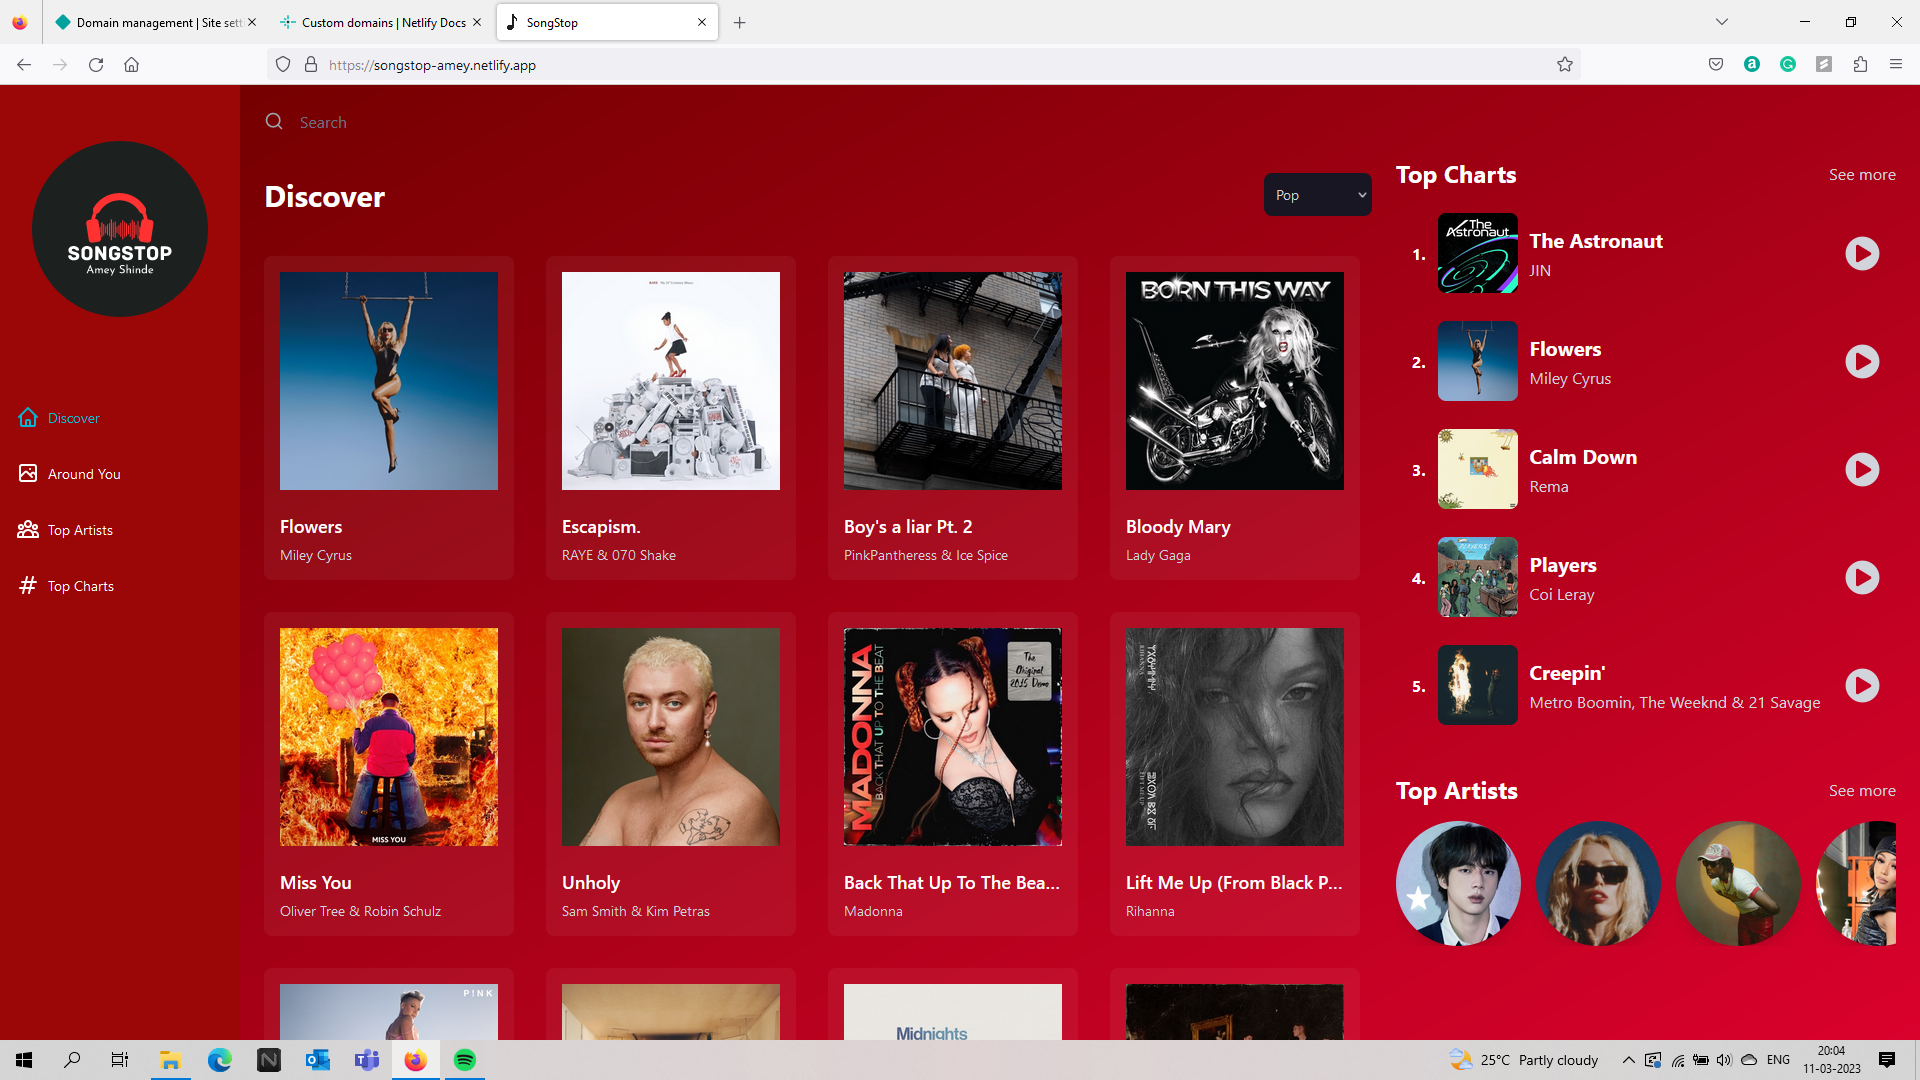 Domain management | Site sett
Custom domains | Netlify Docs
SongStop
https://songstop-amey.netlify.app
SONGSTOP
Amey Shinde
Discover
Around You
Top Artists
Top Charts
Search
Discover
Pop
Flowers
Miley Cyrus
Escapism.
RAYE & 070 Shake
Boy's a liar Pt. 2
PinkPantheress & Ice Spice
BORN THIS WAY
Bloody Mary
Lady Gaga
MISS YOU
Miss You
Oliver Tree & Robin Schulz
Unholy
Sam Smith & Kim Petras
MADONNA
BACK THAT UP TO THE BEAT
The
Original
2015 Demo
Back That Up To The Bea...
Madonna
Lift Me Up (From Black P...
Rihanna
P!NK
Midnights
Top Charts
See more
1.
The
Astronaut
The Astronaut
JIN
2.
Flowers
Miley Cyrus
3.
Calm Down
Rema
4.
PLAYERS
Players
Coi Leray
5.
Creepin'
Metro Boomin, The Weeknd & 21 Savage
Top Artists
See more
25°C Partly cloudy
ENG
20:04
11-03-2023